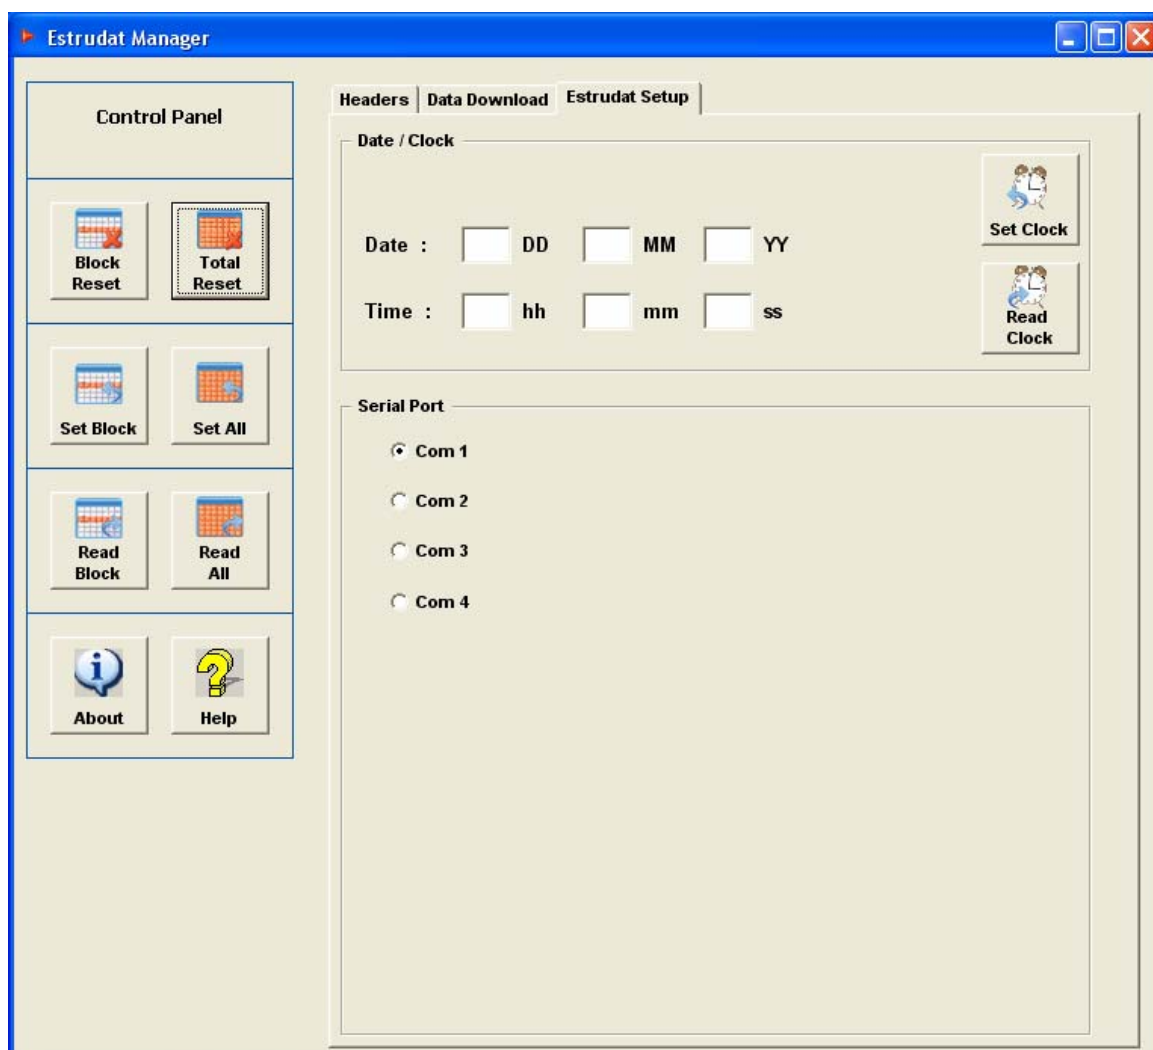 Estrudat Manager
Control Panel
Block
Reset
Total
Reset
Set Block
Set All
Read
Block
Read
All
About
Help
Headers
Data Download
Estrudat Setup
Date / Clock
Date :
DD
MM
YY
Time :
hh
mm
ss
Set Clock
Read
Clock
Serial Port
Com 1
Com 2
Com 3
Com 4